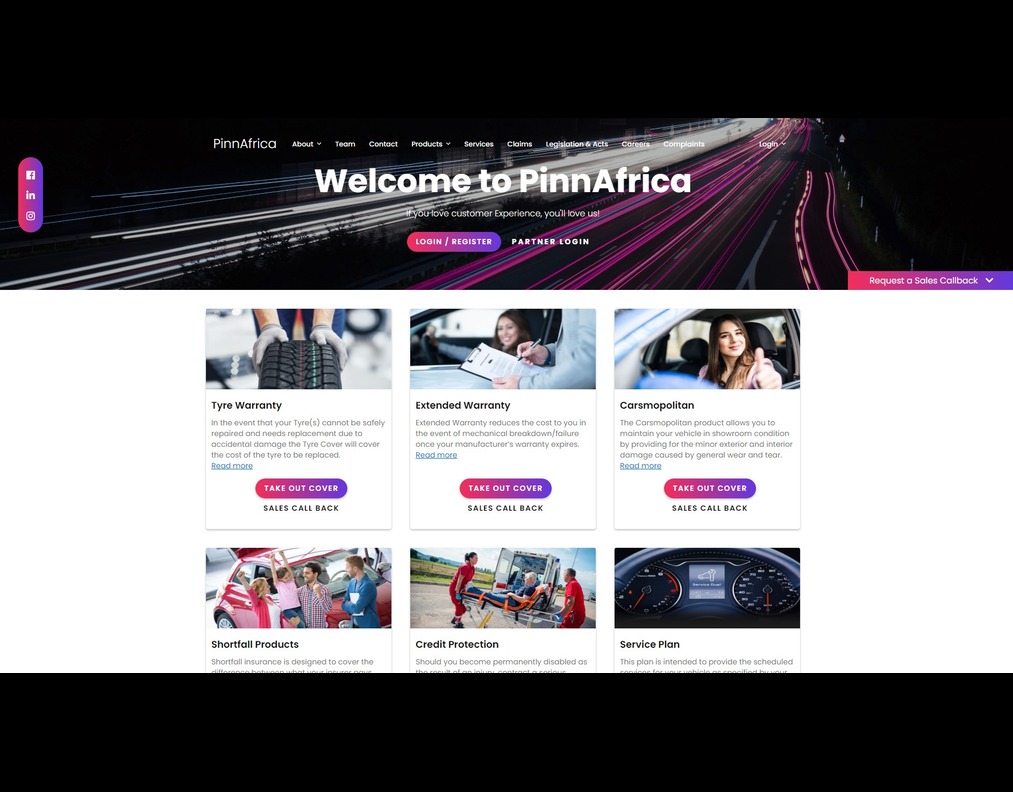 PinnAfrica About Team Contact Products Services Claims Legislation & Acts Careers Complaints Login
Welcome to PinnAfrica
If you love customer Experience, you'll love us!
LOGIN / REGISTER PARTNER LOGIN
Request a Sales Callback
Tyre Warranty
In the event that your Tyre(s) cannot be safely
repaired and needs replacement due to
accidental damage the Tyre Cover will cover
the cost of the tyre to be replaced.
Read more
TAKE OUT COVER
SALES CALL BACK
Extended Warranty
Extended Warranty reduces the cost to you in
the event of mechanical breakdown/failure
once your manufacturer's warranty expires.
Read more
TAKE OUT COVER
SALES CALL BACK
Carsmopolitan
The Carsmopolitan product allows you to
maintain your vehicle in showroom condition
by providing for the minor exterior and interior
damage caused by general wear and tear.
Read more
TAKE OUT COVER
SALES CALL BACK
Shortfall Products
Shortfall insurance is designed to cover the
difference between what your insurer pays
Credit Protection
Should you become permanently disabled as
the result of an injury, contract a serious
Service Plan
This plan is intended to provide the scheduled
services for your vehicle as specified by your